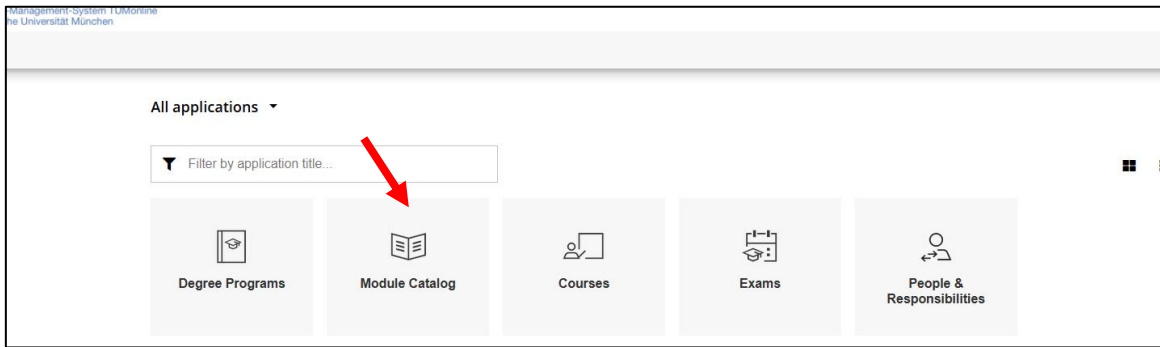 -Management-System TUMonline
he Universität München
All applications
Filter by application title...
Degree Programs
Module Catalog
Courses
Exams
People &
Responsibilities